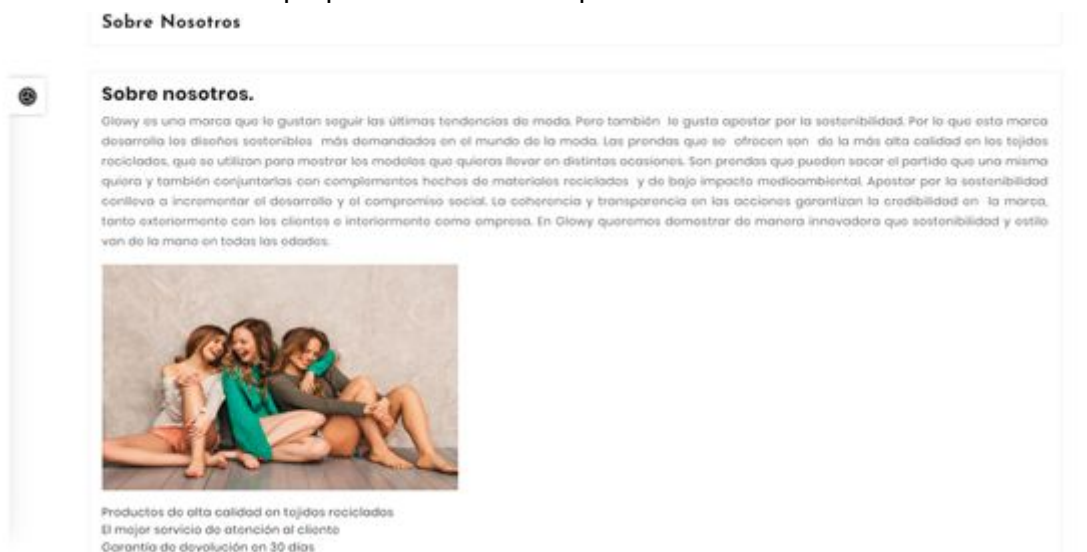 Sobre Nosotros
Sobre nosotros.
Glowy es una marca que le gustan seguir las últimas tendencias de moda. Pero también le gusta apostar por la sostenibilidad. Por lo que esta marca
desarrolla los diseños sostenibles más demandados en el mundo de la moda. Las prendas que se ofrecen son de la más alta calidad en los tejidos
reciclados, que se utilizan para mostrar los modelos que quieras llevar en distintas ocasiones. Son prendas que pueden sacar el partido que una misma
quiera y también conjuntarlas con complementos hechos de materiales reciclados y de bajo impacto medioambiental. Apostar por la sostenibilidad
conlleva a incrementar el desarrollo y el compromiso social. La coherencia y transparencia en las acciones garantizan la credibilidad en la marca,
tanto exteriormente con los clientes e interiormente como empresa. En Glowy queremos demostrar de manera innovadora que sostenibilidad y estilo
van de la mano en todas las edades.
Productos de alta calidad en tejidos reciclados
El mejor servicio de atención al cliente
Garantía de devolución en 30 días